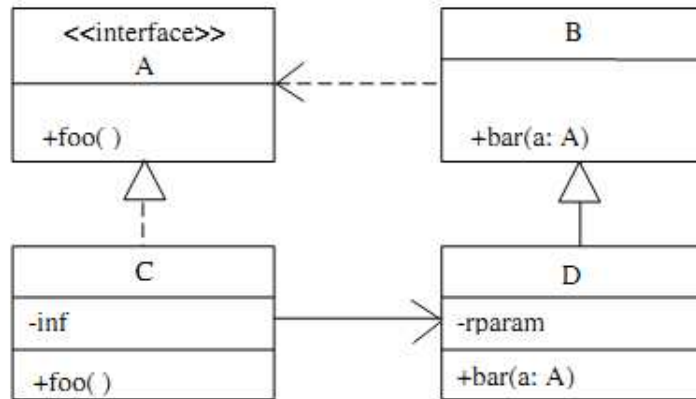 <<interface>>
A
+foo( )
B
+bar(a: A)
C
-inf
+foo( )
D
-rparam
+bar(a: A)